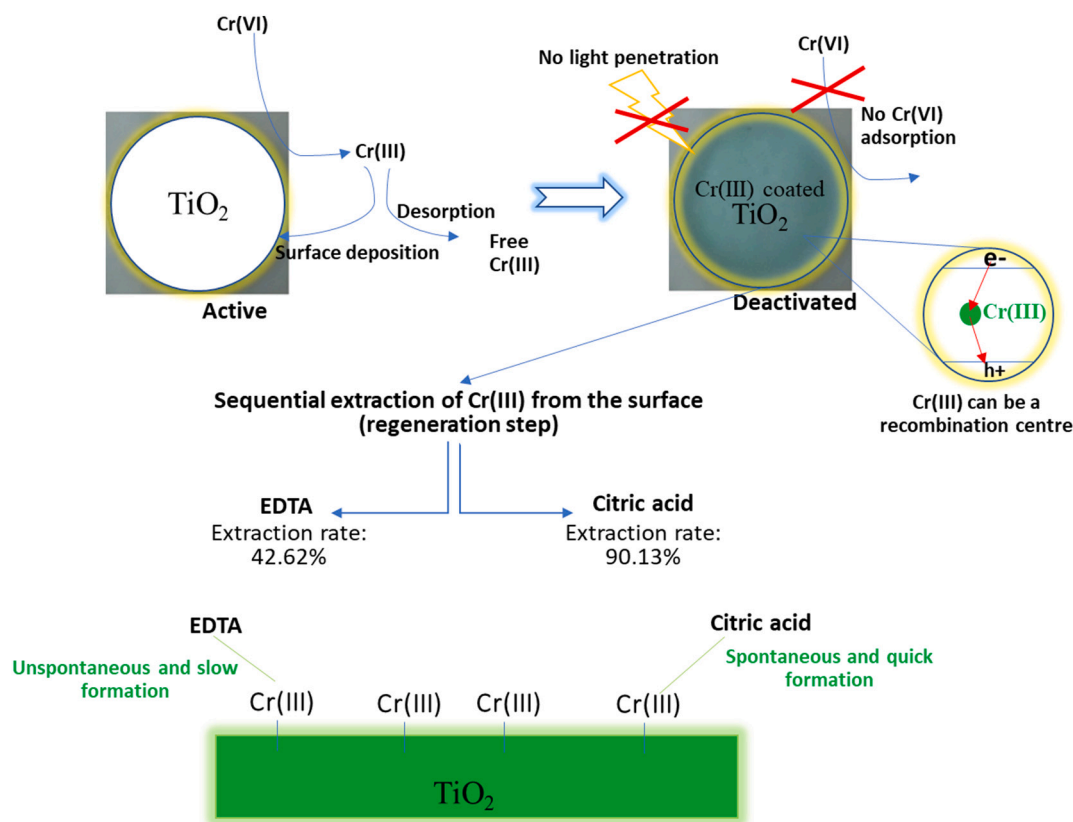 Cr(VI)
TiO2
Cr(III)
Desorption
Surface deposition
Free
Cr(III)
Active
No light penetration
Cr(VI)
No Cr(VI)
adsorption
Cr(III) coated
TiO2
Deactivated
e-
Cr(III)
h+
Cr(III) can be a
recombination centre
Sequential extraction of Cr(III) from the surface
(regeneration step)
EDTA
Extraction rate:
42.62%
Citric acid
Extraction rate:
90.13%
EDTA
Unspontaneous and slow
formation
Citric acid
Spontaneous and quick
formation
Cr(III)
Cr(III)
Cr(III)
Cr(III)
TiO2